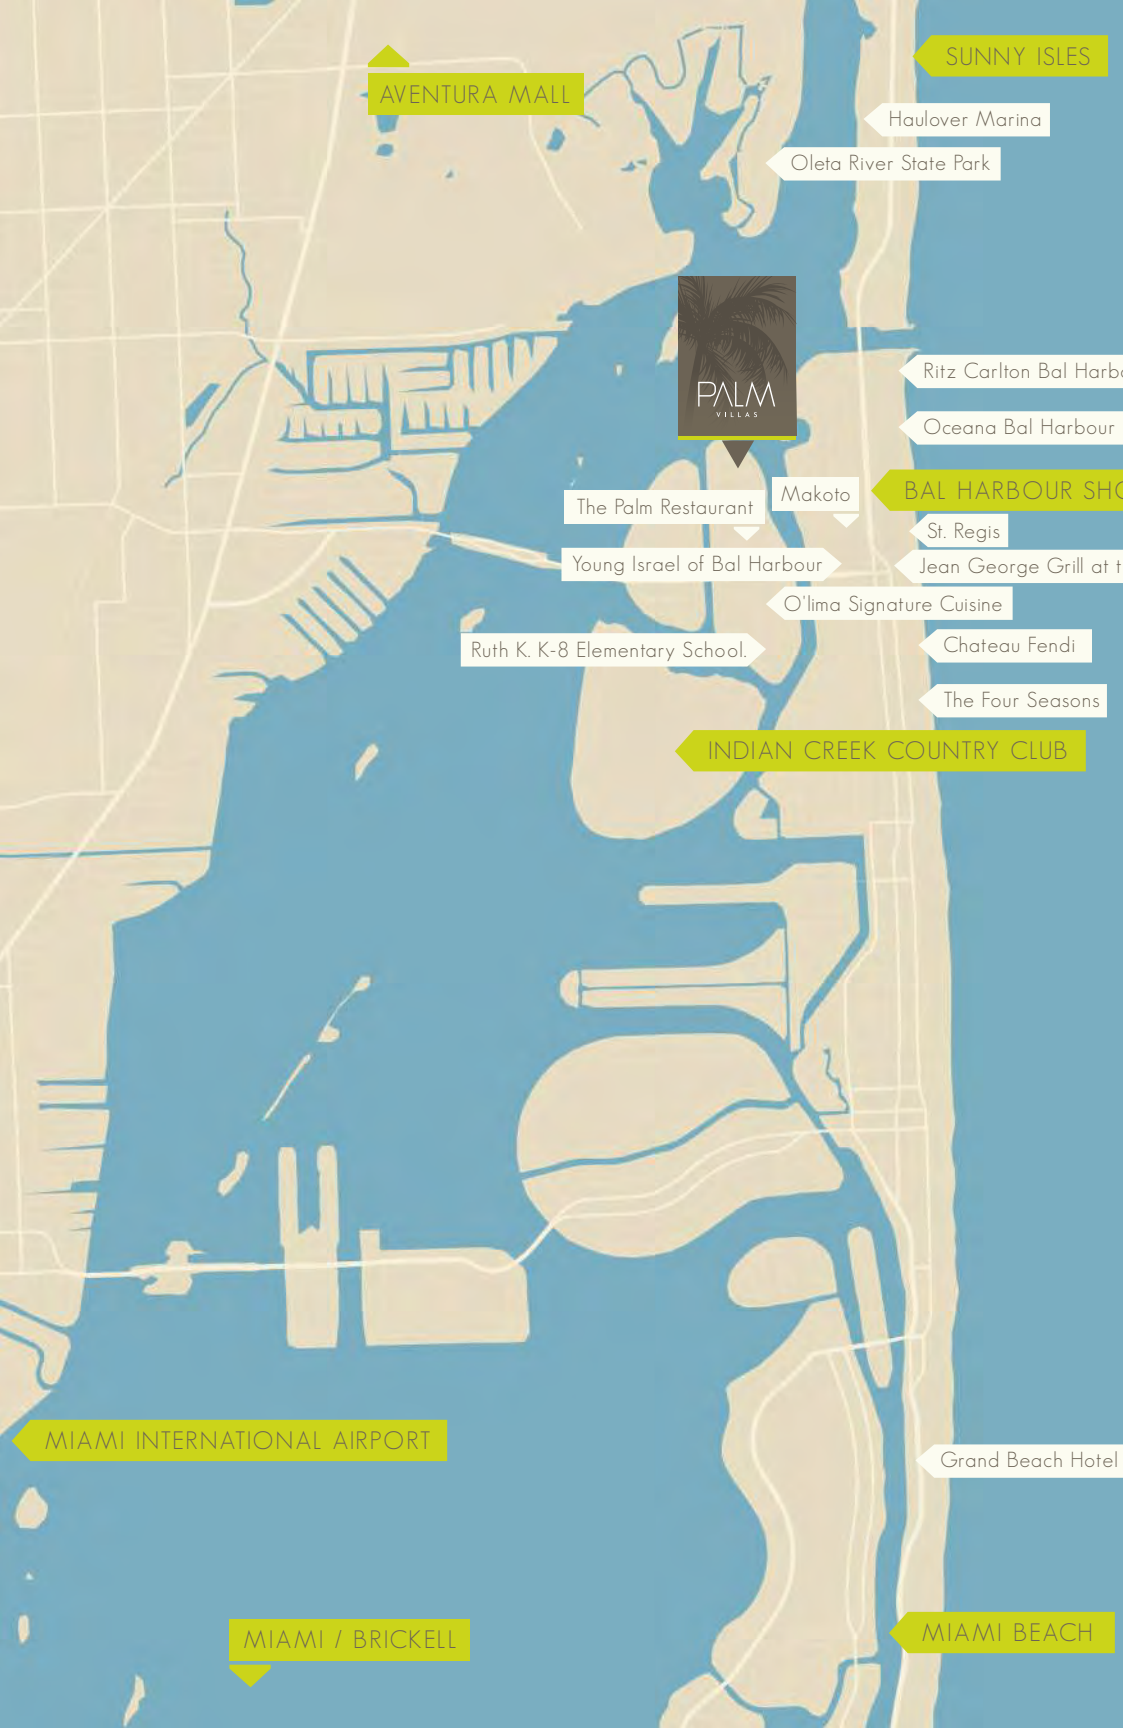 SUNNY ISLES
AVENTURA MALL
Haulover Marina
Oleta River State Park
Ritz Carlton Bal
PALM
VILLAS
Oceana Bal Harbour
Makoto
BAL HARBOUR
The Palm Restaurant
St. Regis
Young Israel of Bal Harbour
Jean George Grill at
O'lima Signature Cuisine
Ruth K. K-8 Elementary School.
Chateau Fendi
The Four Seasons
INDIAN CREEK COUNTRY CLUB
MIAMI INTERNATIONAL AIRPORT
Grand Beach Hotel
MIAMI / BRICKELL
MIAMI BEACH